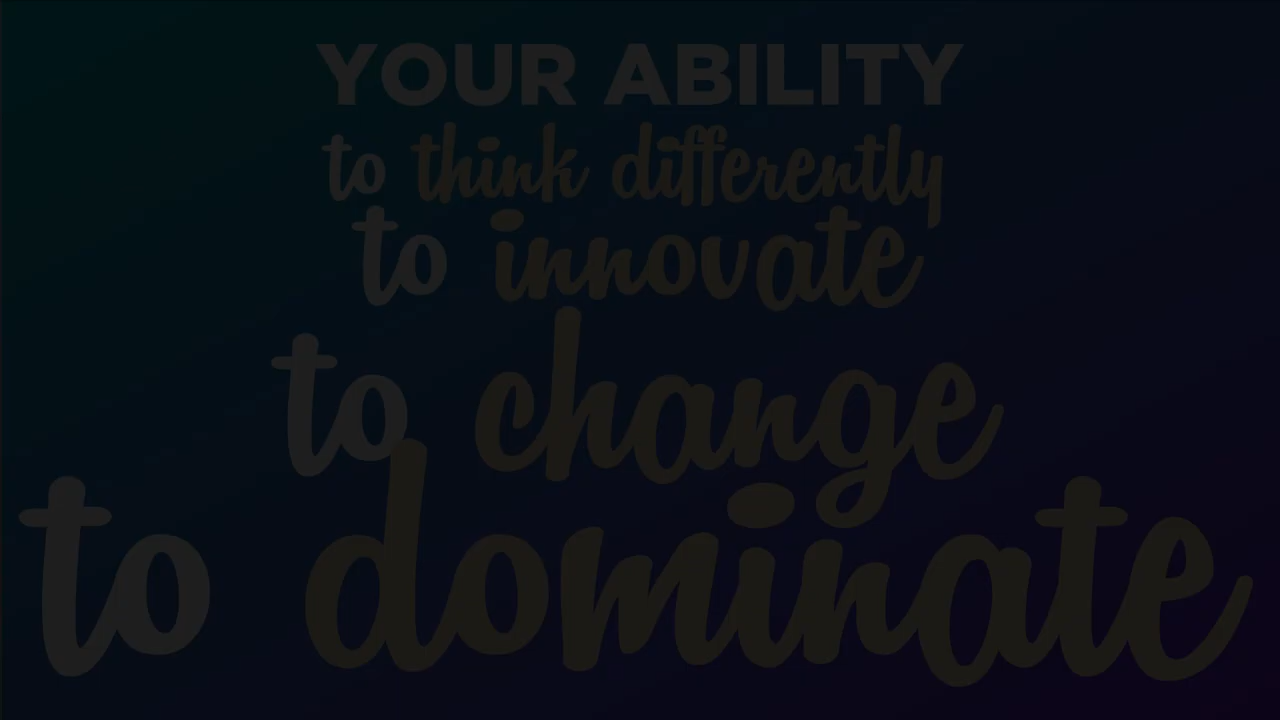 YOUR ABILITY
to think differently
to innovate
to change
to dominate